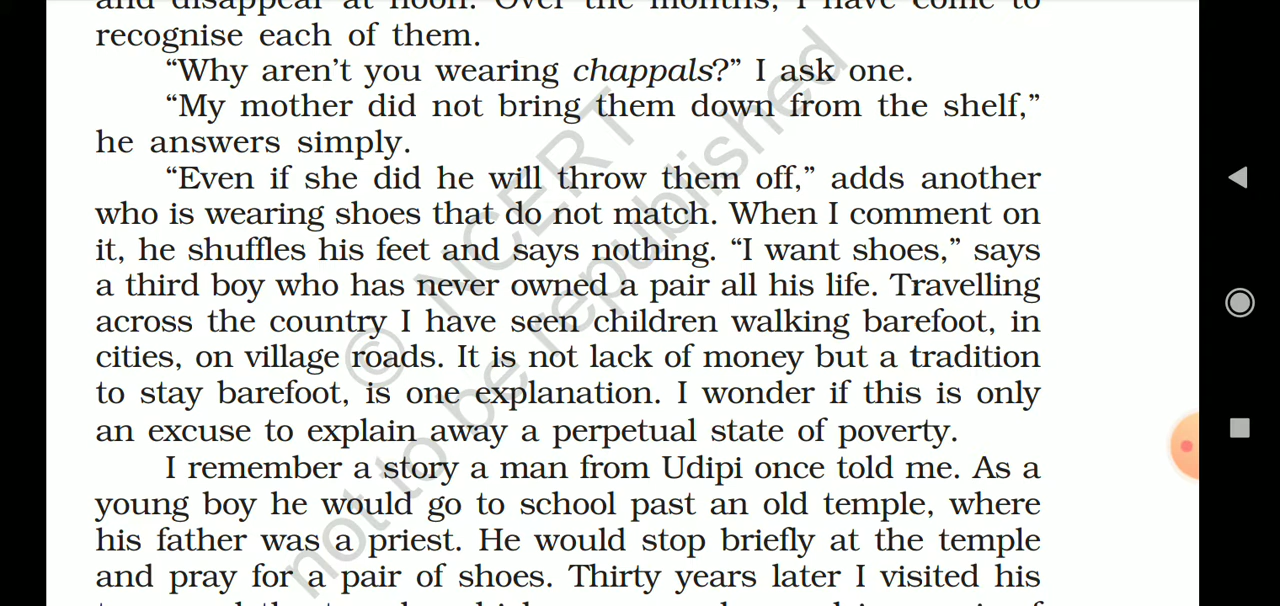 and disappear at noon. Over the months, I have come to
recognise each of them.
“Why aren’t you wearing chappals?” I ask one.
“My mother did not bring them down from the shelf,”
he answers simply.
“Even if she did he will throw them off,” adds another
who is wearing shoes that do not match. When I comment on
it, he shuffles his feet and says nothing. “I want shoes,” says
a third boy who has never owned a pair all his life. Travelling
across the country I have seen children walking barefoot, in
cities, on village roads. It is not lack of money but a tradition
to stay barefoot, is one explanation. I wonder if this is only
an excuse to explain away a perpetual state of poverty.
I remember a story a man from Udipi once told me. As a
young boy he would go to school past an old temple, where
his father was a priest. He would stop briefly at the temple
and pray for a pair of shoes. Thirty years later I visited his
© NCERT
not to be republished